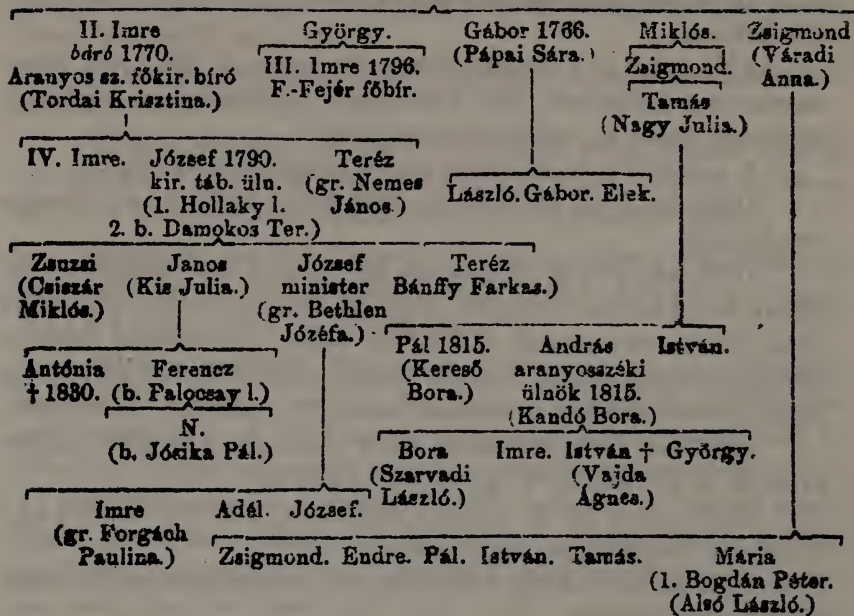 II. Imre György. Gábor 1766. Miklós. Zsigmond
báró 1770. (Pápai Sára.) (Váradi
Aranyos sz. főkir. bíró III. Imre 1796. Zsigmond. Anna.)
(Tordai Krisztina.) F.-Fejér főbír. Tamás
(Nagy Julia.)
IV. Imre. József 1790. Teréz
kir. táb. üln. (gr. Nemes László. Gábor. Elek.
(1. Hollaky l. János.)
2. b. Damokos Ter.)
Zsuzsi Janos József Teréz
(Csiszár (Kis Julia.) minister Bánffy Farkas.)
Miklós.) (gr. Bethlen
Józéfa.)
Pál 1815. András István.
(Kereső aranyosszéki
Bora.) ülnök 1815.
(Kandó Bora.)
Antónia Ferencz
† 1830. (b. Palocsay l.)
N.
(b. Jósika Pál.)
Bora Imre. István † György.
(Szarvadi (Vajda
László.) Ágnes.)
Imre Adél. József.
(gr. Forgách
Paulina.)
Zsigmond. Endre. Pál. István. Tamás. Mária
(1. Bogdán Péter.
(Alsó László.)